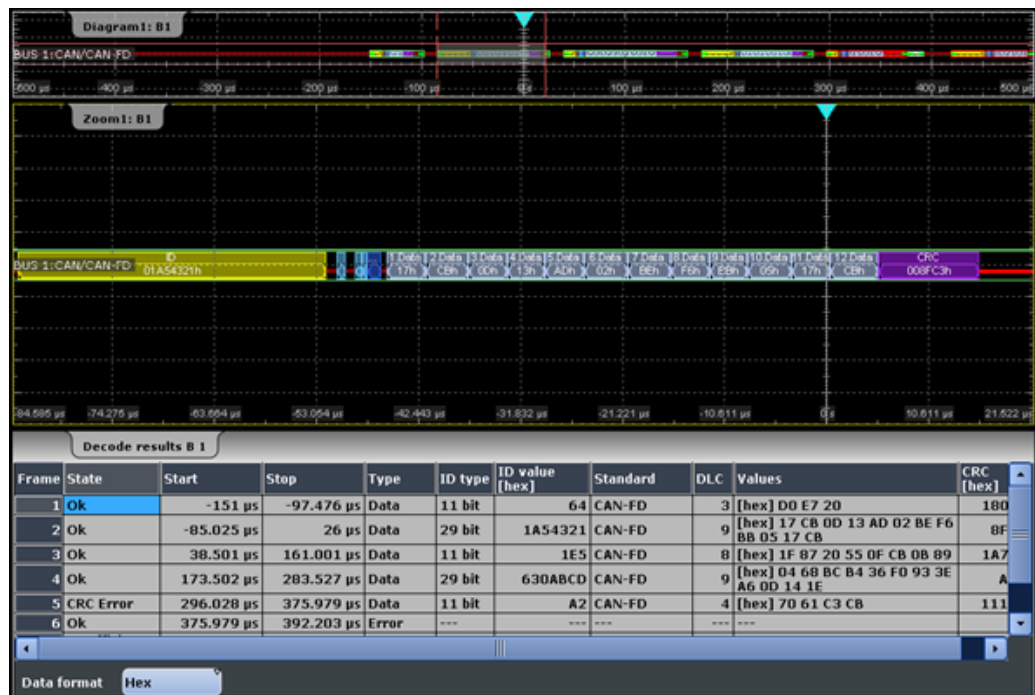 Diagram1: B1
BUS 1:CAN/CAN-FD
-400 µs -300 µs -200 µs -100 µs 0 s 100 µs 200 µs 300 µs 400 µs 500 µs
Zoom1: B1
ID 1.Data 2.Data 3.Data 4.Data 5.Data 6.Data 7.Data 8.Data 9.Data 10.Data 11.Data 12.Data CRC
BUS 1:CAN/CAN-FD 01A54321h 17h CBh 0Dh 13h ADh 02h BEh F6h BBh 05h 17h CBh 008FC3h
-84.585 µs -74.275 µs -63.664 µs -53.054 µs -42.443 µs -31.832 µs -21.221 µs -10.611 µs 0 s 10.611 µs 21.522 µs
Decode results B 1
Frame State Start Stop Type ID type ID value [hex] Standard DLC Values CRC [hex]
1 Ok -151 µs -97.476 µs Data 11 bit 64 CAN-FD 3 [hex] D0 E7 20 180
2 Ok -85.025 µs 26 µs Data 29 bit 1A54321 CAN-FD 9 [hex] 17 CB 0D 13 AD 02 BE F6 BB 05 17 CB 8F
3 Ok 38.501 µs 161.001 µs Data 11 bit 1E5 CAN-FD 8 [hex] 1F 87 20 55 0F CB 0B 89 1A7
4 Ok 173.502 µs 283.527 µs Data 29 bit 630ABCD CAN-FD 9 [hex] 04 68 BC B4 36 F0 93 3E A6 0D 14 1E A
5 CRC Error 296.028 µs 375.979 µs Data 11 bit A2 CAN-FD 4 [hex] 70 61 C3 CB 111
6 Ok 375.979 µs 392.203 µs Error --- --- --- --- ---
Data format Hex